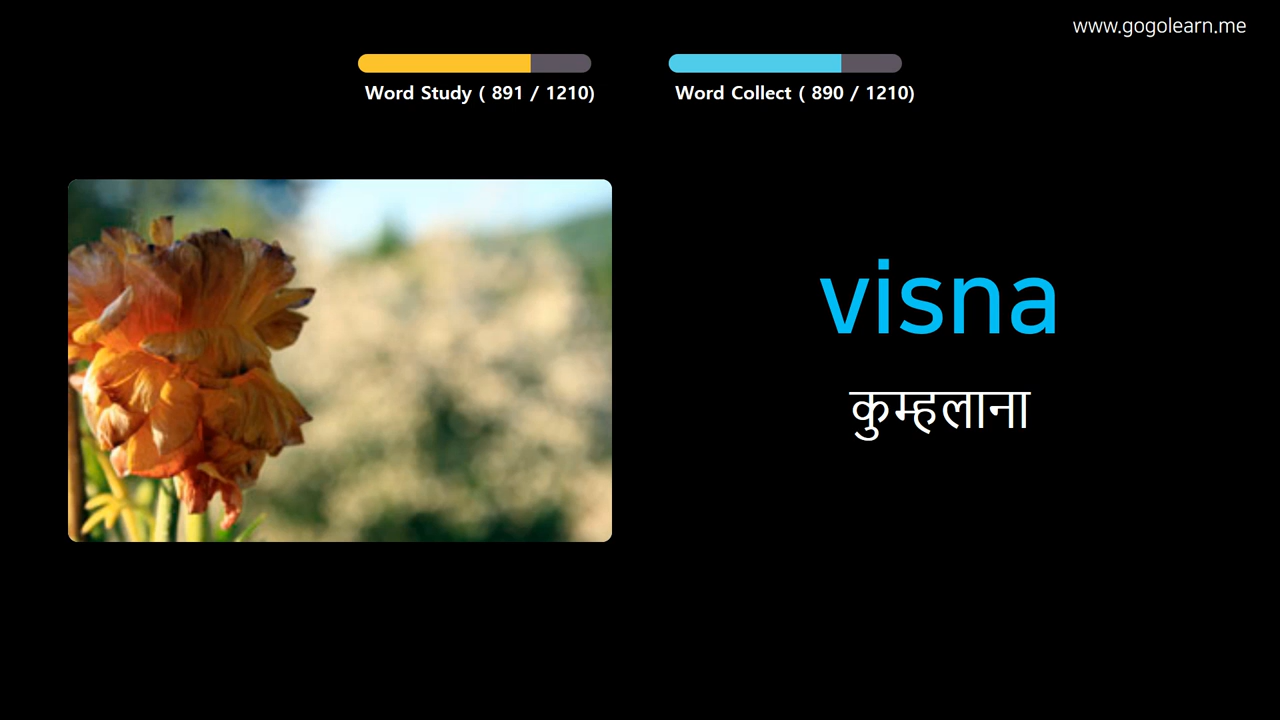 www.gogolearn.me
Word Study ( 891 / 1210)
Word Collect ( 890 / 1210)
visna
कुम्हलाना